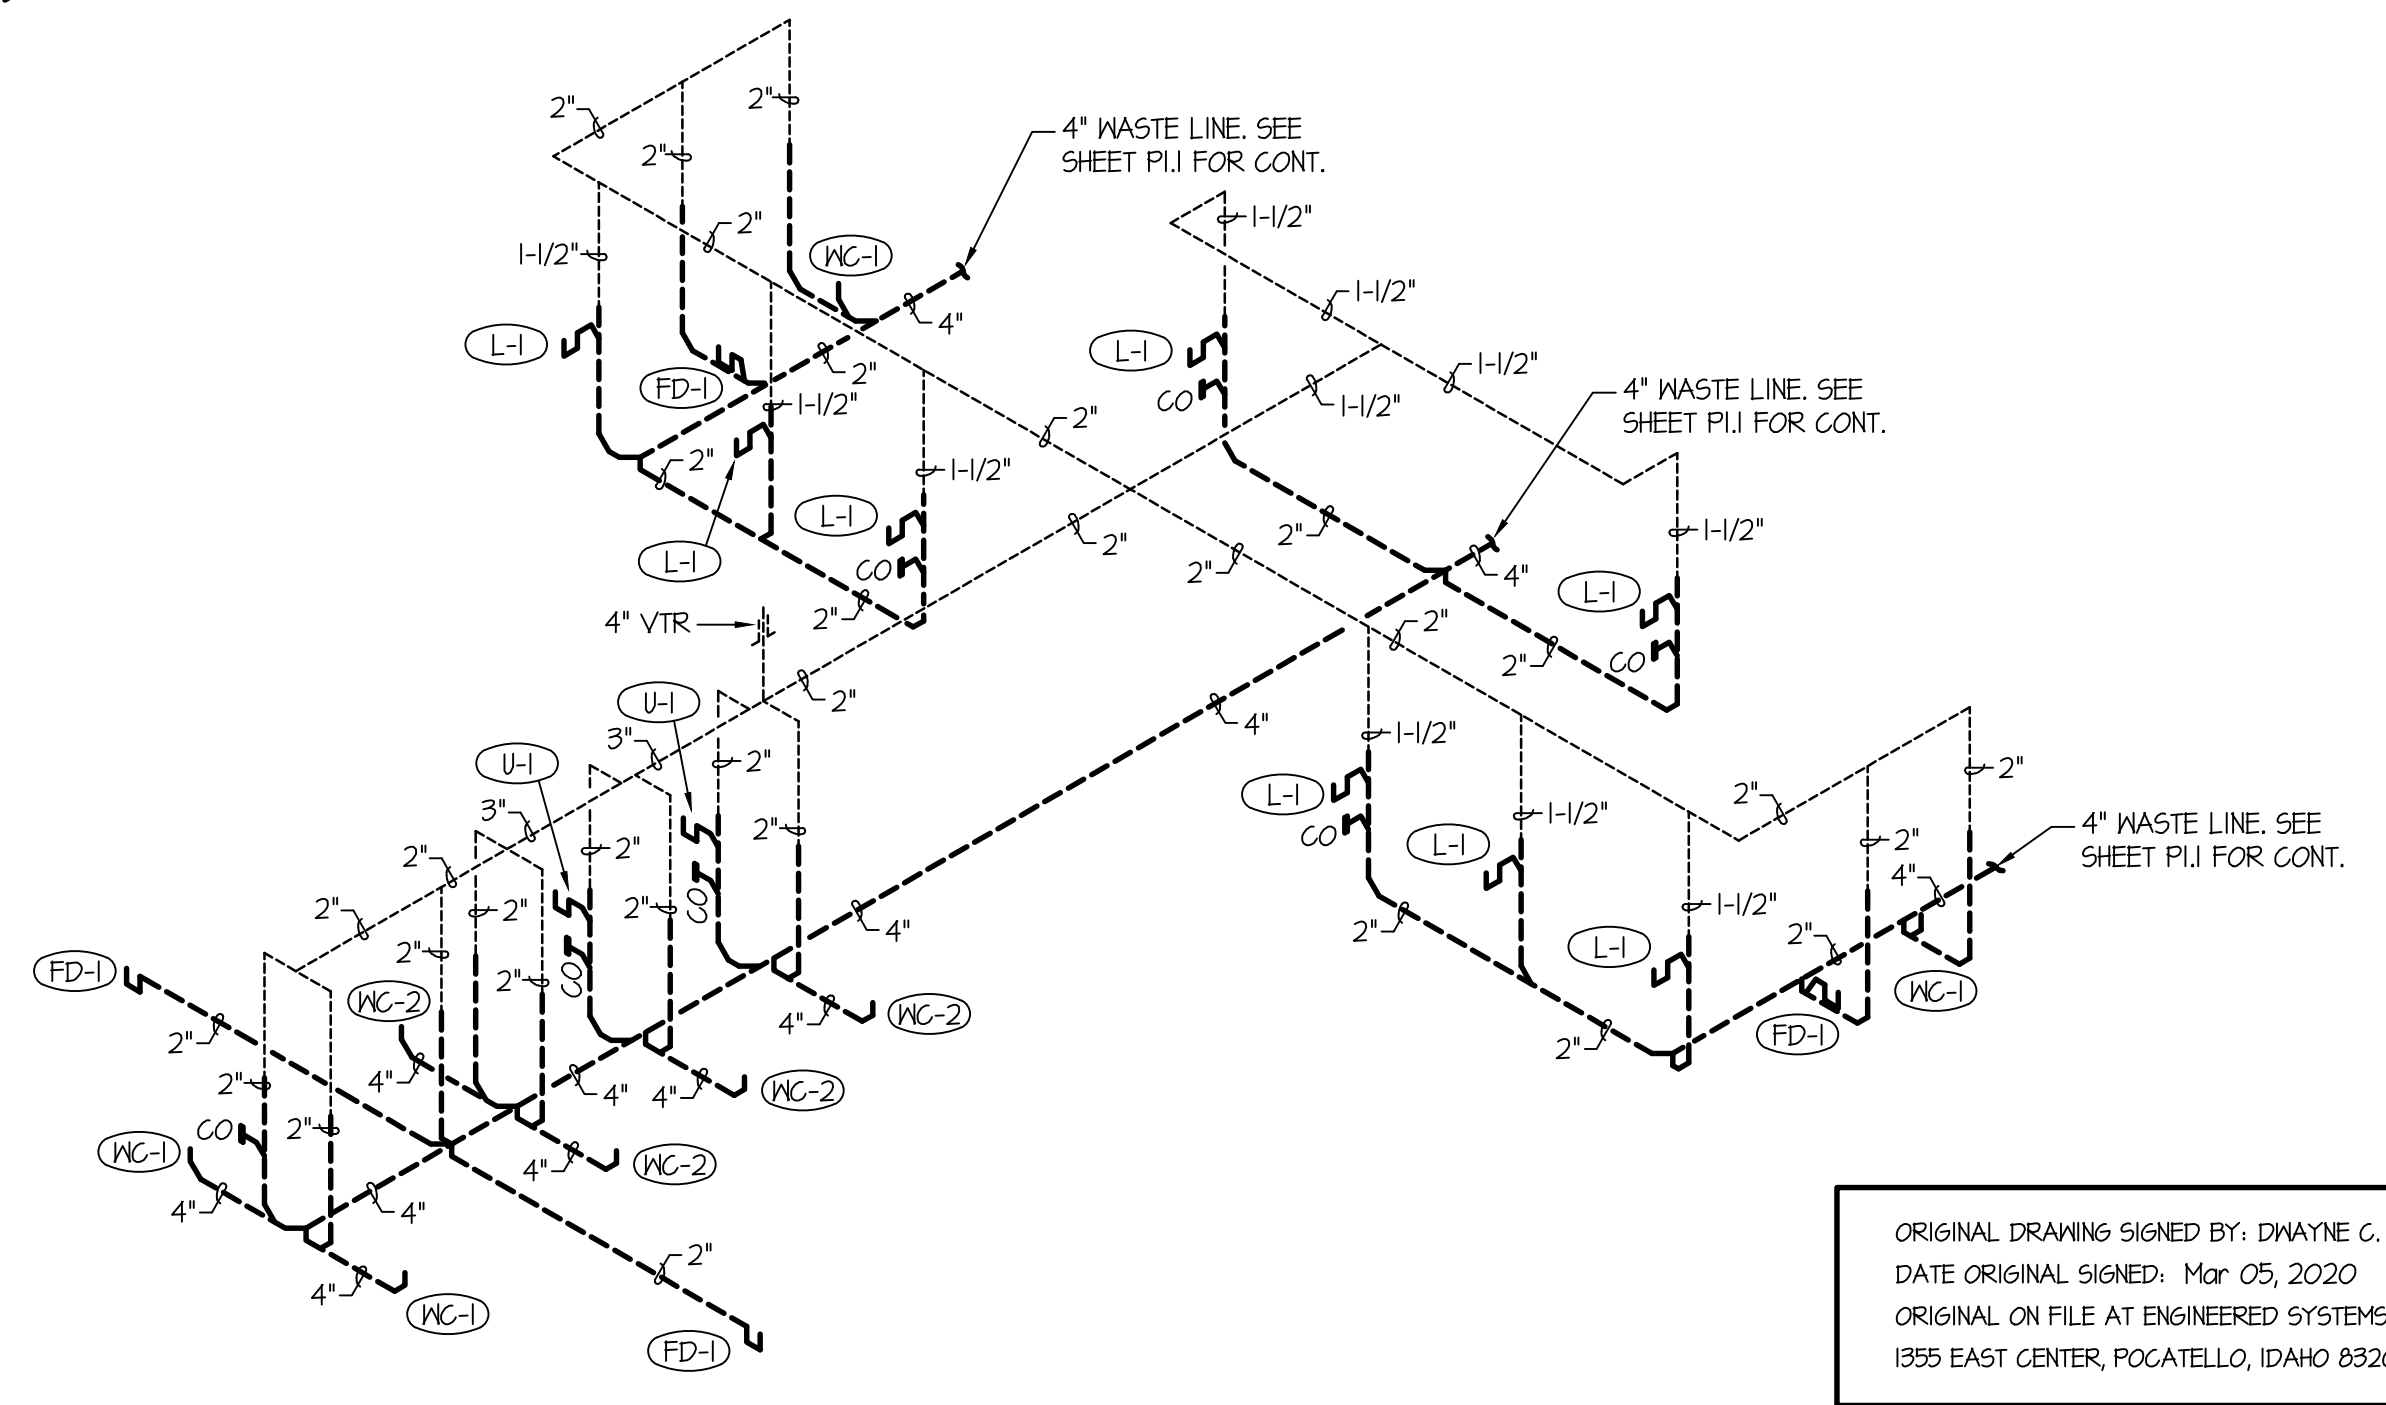 2"
2"
4" WASTE LINE. SEE
SHEET P1.1 FOR CONT.
2"
1-1/2"
2"
WC-1
1-1/2"
1-1/2"
4"
L-1
2"
FD-1
1-1/2"
L-1
CO
1-1/2"
1-1/2"
4" WASTE LINE. SEE
SHEET P1.1 FOR CONT.
2"
2"
1-1/2"
L-1
L-1
CO
2"
2"
2"
2"
4"
1-1/2"
L-1
4" VTR
2"
2"
2"
CO
U-1
2"
4"
3"
1-1/2"
U-1
2"
2"
L-1
2"
3"
2"
CO
1-1/2"
2"
4" WASTE LINE. SEE
SHEET P1.1 FOR CONT.
2"
2"
L-1
4"
CO
2"
2"
2"
4"
1-1/2"
2"
2"
2"
L-1
2"
FD-1
CO
2"
WC-2
WC-1
2"
4"
WC-2
FD-1
2"
2"
4"
4"
4"
WC-2
CO
2"
WC-1
4"
WC-2
4"
4"
2"
4"
WC-1
FD-1
ORIGINAL DRAWING SIGNED BY: DWAYNE C.
DATE ORIGINAL SIGNED: Mar 05, 2020
ORIGINAL ON FILE AT ENGINEERED SYSTEMS
1355 EAST CENTER, POCATELLO, IDAHO